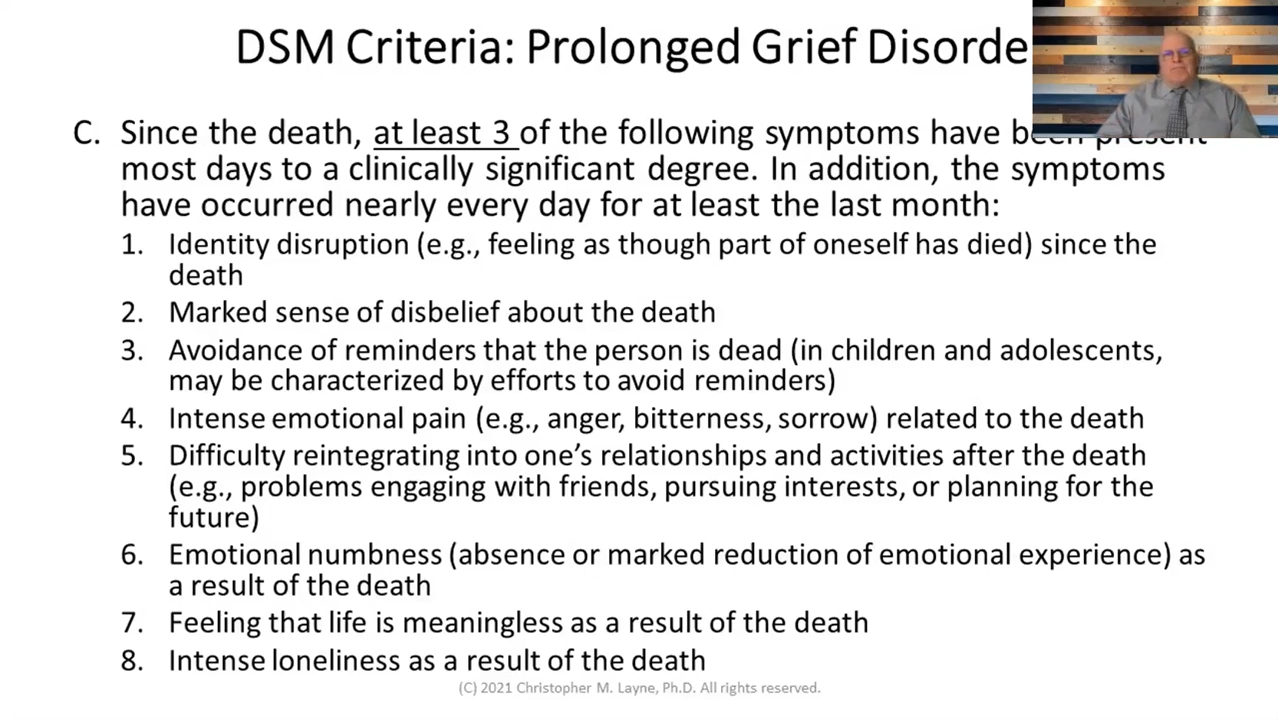 DSM Criteria: Prolonged Grief Disorde
C. Since the death, at least 3 of the following symptoms have been present
most days to a clinically significant degree. In addition, the symptoms
have occurred nearly every day for at least the last month:
1. Identity disruption (e.g., feeling as though part of oneself has died) since the
death
2. Marked sense of disbelief about the death
3. Avoidance of reminders that the person is dead (in children and adolescents,
may be characterized by efforts to avoid reminders)
4. Intense emotional pain (e.g., anger, bitterness, sorrow) related to the death
5. Difficulty reintegrating into one’s relationships and activities after the death
(e.g., problems engaging with friends, pursuing interests, or planning for the
future)
6. Emotional numbness (absence or marked reduction of emotional experience) as
a result of the death
7. Feeling that life is meaningless as a result of the death
8. Intense loneliness as a result of the death
(C) 2021 Christopher M. Layne, Ph.D. All rights reserved.